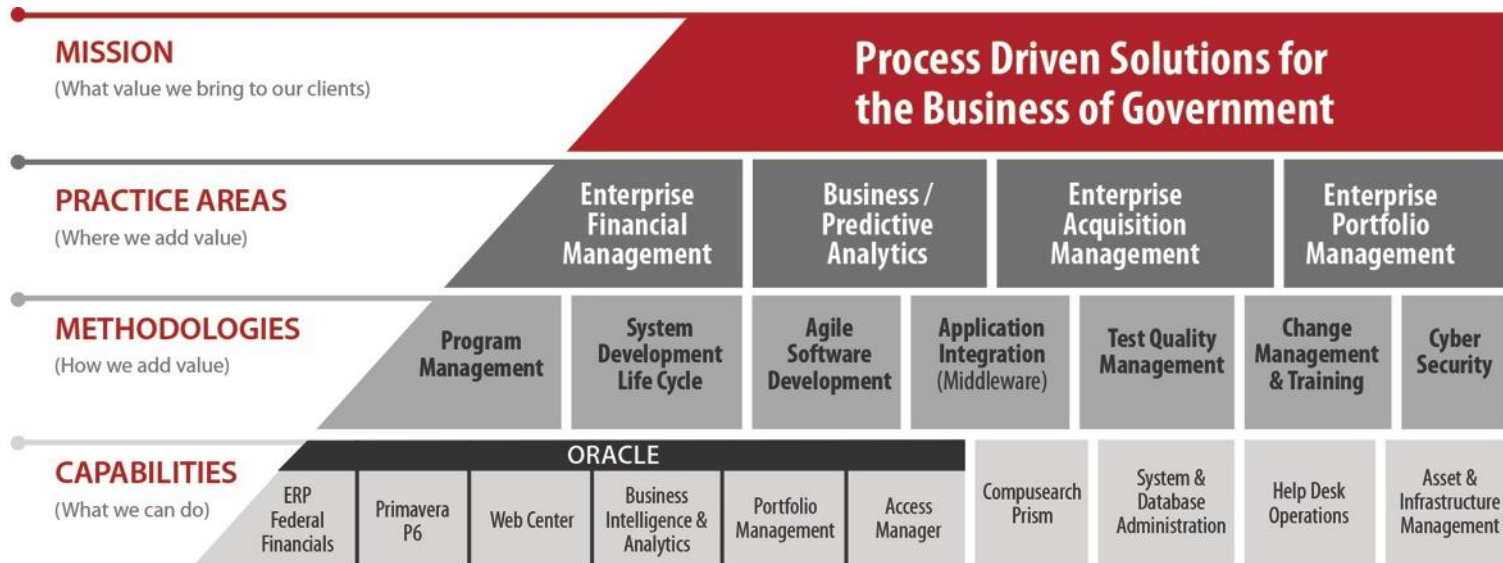 MISSION
(What value we bring to our clients)
Process Driven Solutions for
the Business of Government
PRACTICE AREAS
(Where we add value)
Enterprise
Financial
Management
Business /
Predictive
Analytics
Enterprise
Acquisition
Management
Enterprise
Portfolio
Management
METHODOLOGIES
(How we add value)
Program
Management
System
Development
Life Cycle
Agile
Software
Development
Application
Integration
(Middleware)
Test Quality
Management
Change
Management
& Training
Cyber
Security
CAPABILITIES
(What we can do)
ORACLE
ERP
Federal
Financials
Primavera
P6
Web Center
Business
Intelligence &
Analytics
Portfolio
Management
Access
Manager
Compusearch
Prism
System &
Database
Administration
Help Desk
Operations
Asset &
Infrastructure
Management